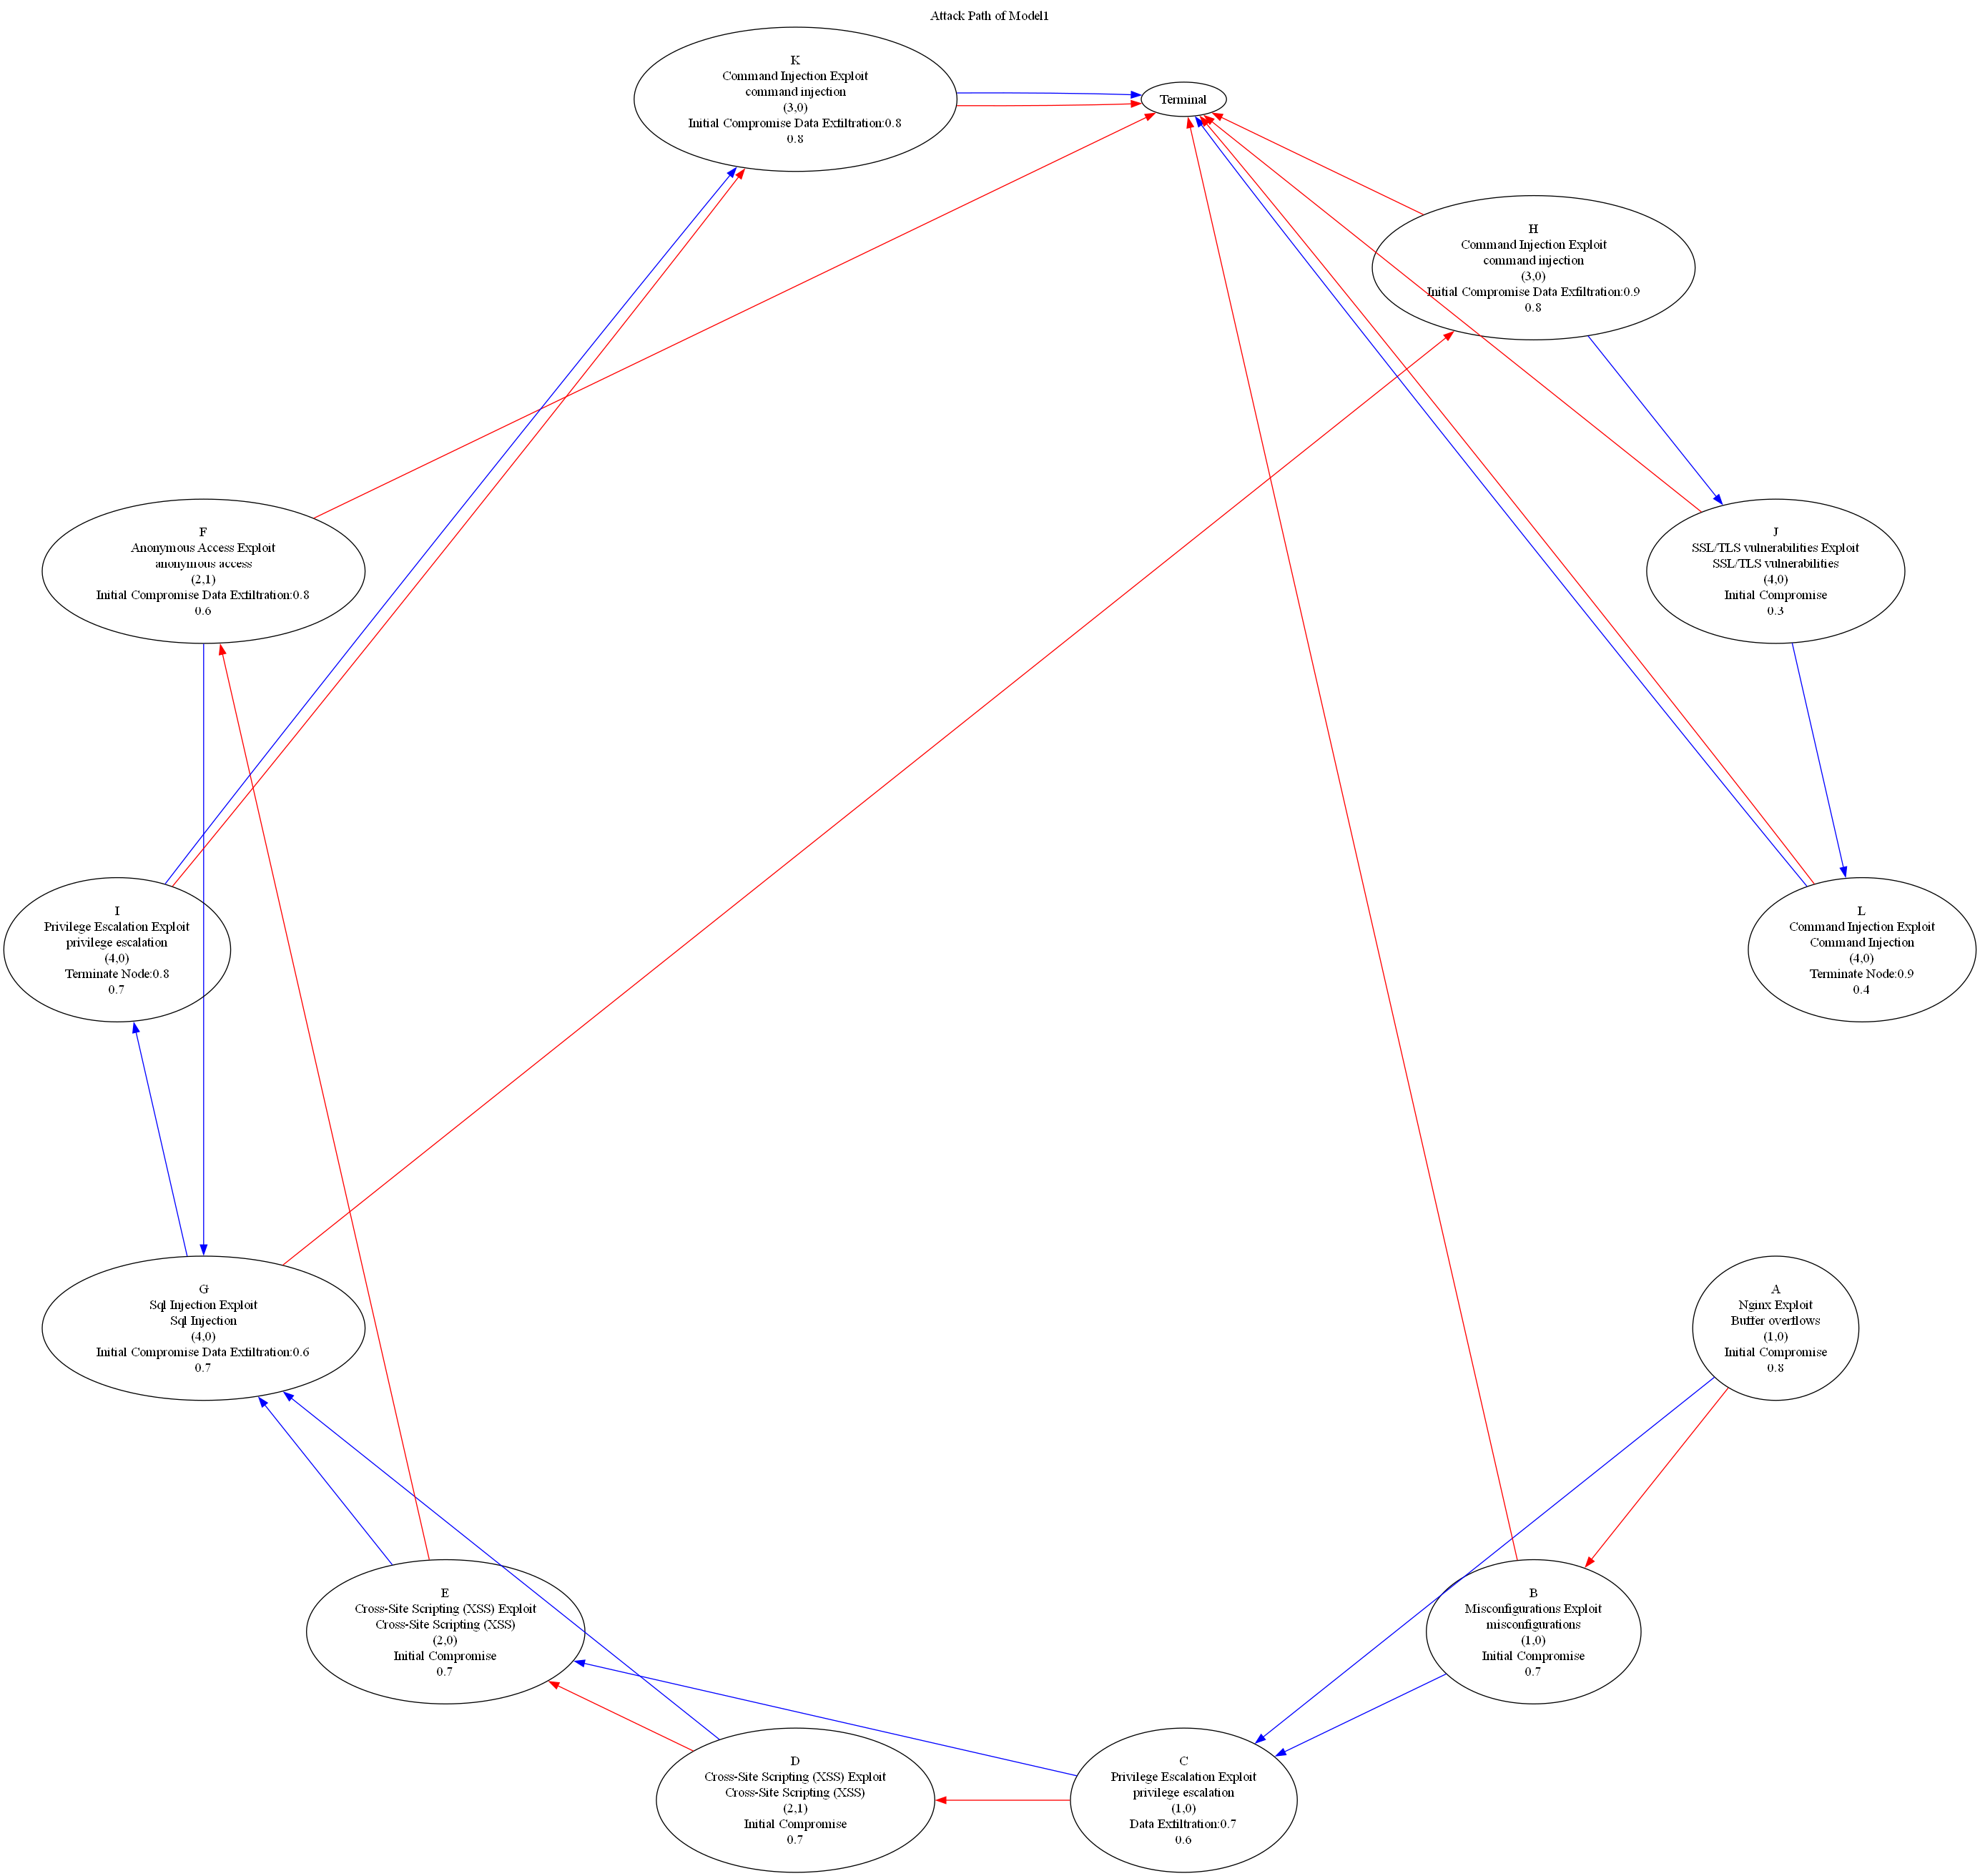 Attack Path of Model1
K
Command Injection Exploit
command injection
(3,0)
Initial Compromise Data Exfiltration:0.8
0.8
Terminal
H
Command Injection Exploit
command injection
(3,0)
Initial Compromise Data Exfiltration:0.9
0.8
F
Anonymous Access Exploit
anonymous access
(2,1)
Initial Compromise Data Exfiltration:0.8
0.6
J
SSL/TLS vulnerabilities Exploit
SSL/TLS vulnerabilities
(4,0)
Initial Compromise
0.3
I
Privilege Escalation Exploit
privilege escalation
(4,0)
Terminate Node:0.8
0.7
L
Command Injection Exploit
Command Injection
(4,0)
Terminate Node:0.9
0.4
G
Sql Injection Exploit
Sql Injection
(4,0)
Initial Compromise Data Exfiltration:0.6
0.7
A
Nginx Exploit
Buffer overflows
(1,0)
Initial Compromise
0.8
E
Cross-Site Scripting (XSS) Exploit
Cross-Site Scripting (XSS)
(2,0)
Initial Compromise
0.7
B
Misconfigurations Exploit
misconfigurations
(1,0)
Initial Compromise
0.7
D
Cross-Site Scripting (XSS) Exploit
Cross-Site Scripting (XSS)
(2,1)
Initial Compromise
0.7
C
Privilege Escalation Exploit
privilege escalation
(1,0)
Data Exfiltration:0.7
0.6